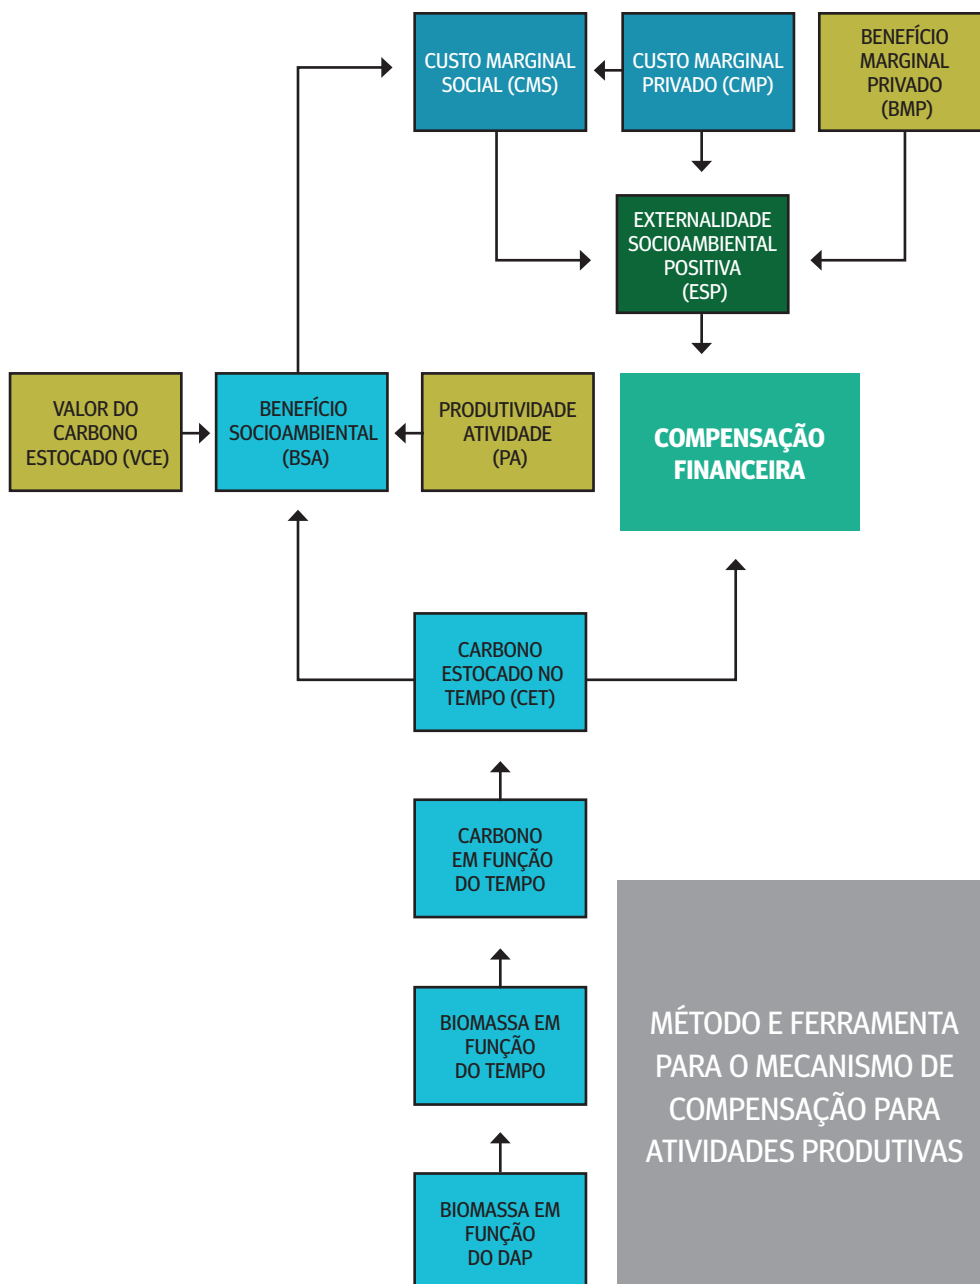 CUSTO MARGINAL
SOCIAL (CMS)
CUSTO MARGINAL
PRIVADO (CMP)
BENEFÍCIO
MARGINAL
PRIVADO
(BMP)
EXTERNALIDADE
SOCIOAMBIENTAL
POSITIVA
(ESP)
VALOR DO
CARBONO
ESTOCADO (VCE)
BENEFÍCIO
SOCIOAMBIENTAL
(BSA)
PRODUTIVIDADE
ATIVIDADE
(PA)
COMPENSAÇÃO
FINANCEIRA
CARBONO
ESTOCADO NO
TEMPO (CET)
CARBONO
EM FUNÇÃO
DO TEMPO
BIOMASSA EM
FUNÇÃO
DO TEMPO
BIOMASSA EM
FUNÇÃO
DO DAP
MÉTODO E FERRAMENTA
PARA O MECANISMO DE
COMPENSAÇÃO PARA
ATIVIDADES PRODUTIVAS